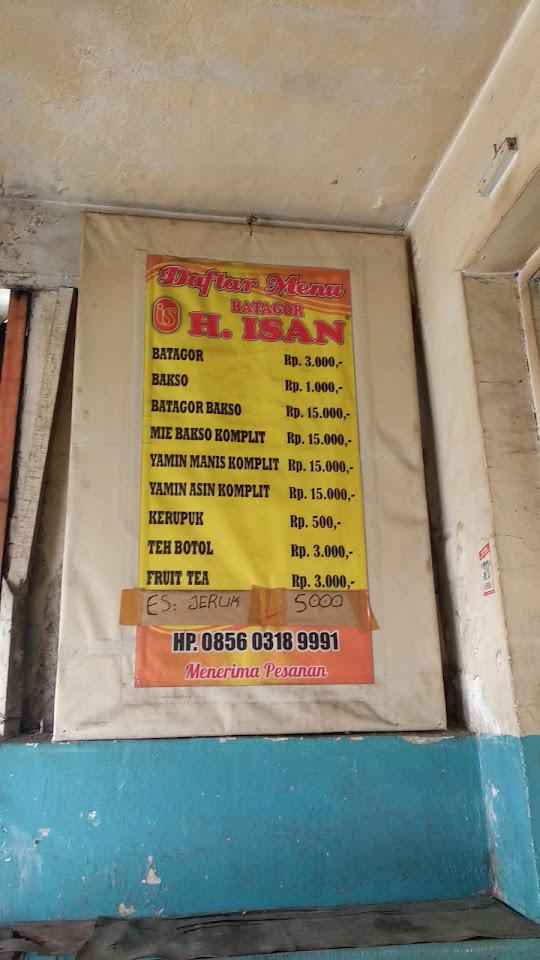 Daftar Menu
is
BATAGOR
H. ISAN
BATAGOR Rp. 3.000,-
BAKSO Rp. 1.000,-
BATAGOR BAKSO Rp. 15.000,-
MIE BAKSO KOMPLIT Rp. 15.000,-
YAMIN MANIS KOMPLIT Rp. 15.000,-
YAMIN ASIN KOMPLIT Rp. 15.000,-
KERUPUK Rp. 500,-
TEH BOTOL Rp. 3.000,-
FRUIT TEA Rp. 3.000,-
ES: JERUK 5000
HP. 0856 0318 9991
Menerima Pesanan